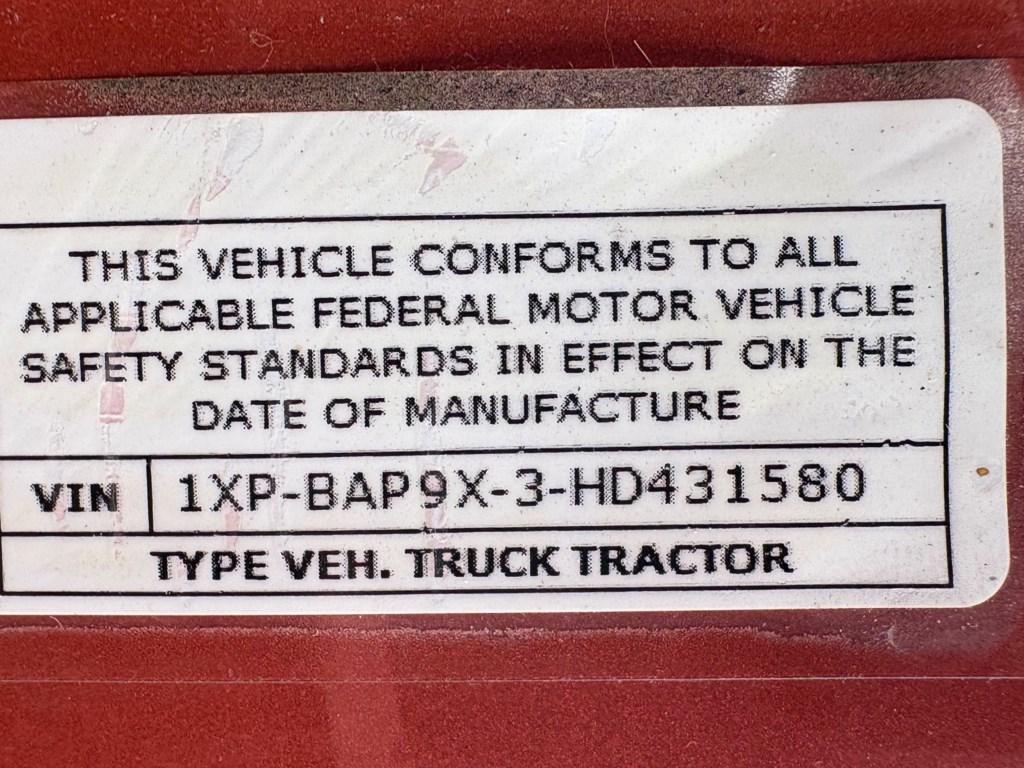 THIS VEHICLE CONFORMS TO ALL
APPLICABLE FEDERAL MOTOR VEHICLE
SAFETY STANDARDS IN EFFECT ON THE
DATE OF MANUFACTURE
VIN 1XP-BAP9X-3-HD431580
TYPE VEH. TRUCK TRACTOR